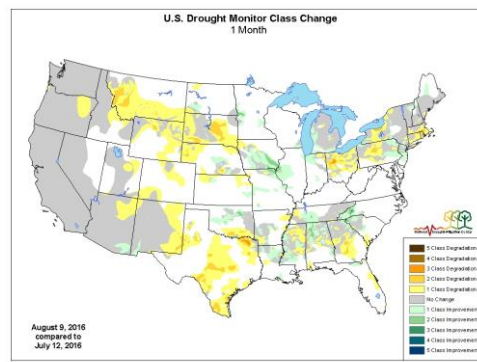 U.S. Drought Monitor Class Change
1 Month
5 Class Degradation
4 Class Degradation
3 Class Degradation
2 Class Degradation
1 Class Degradation
No Change
1 Class Improvement
2 Class Improvement
3 Class Improvement
4 Class Improvement
5 Class Improvement
August 9, 2016
compared to
July 12, 2016